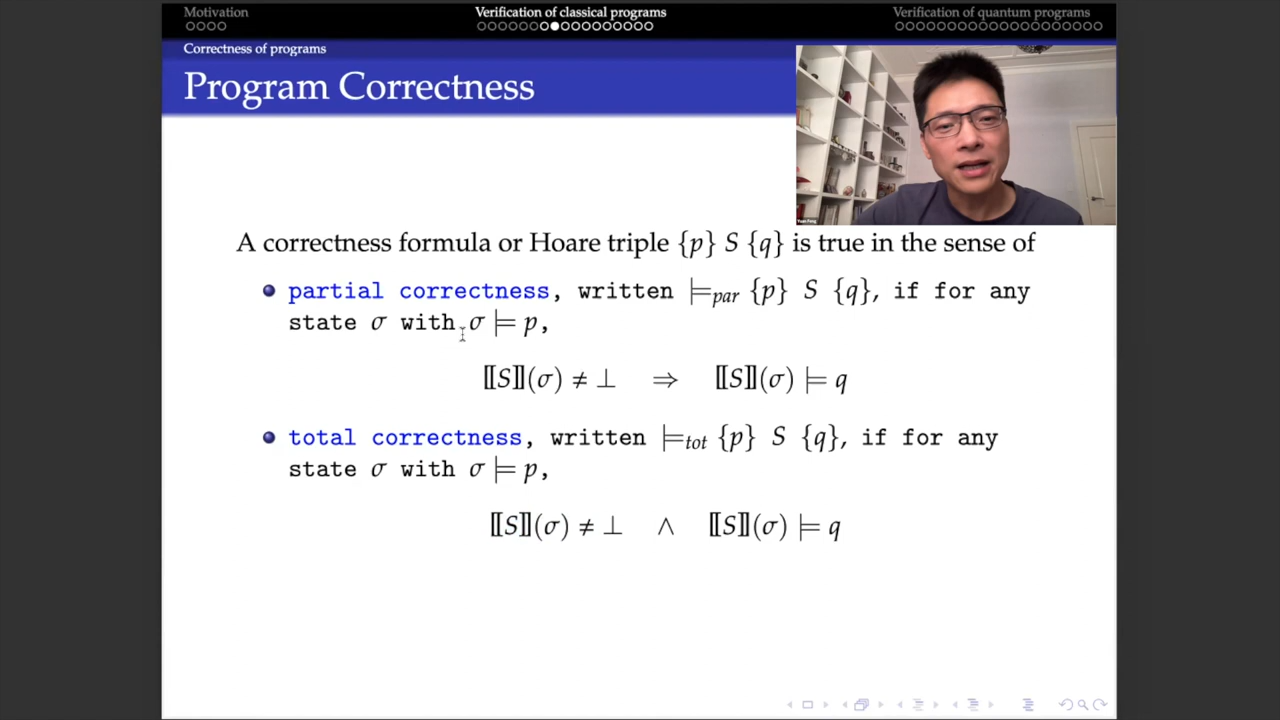 Motivation
Verification of classical programs
Verification of quantum programs
Correctness of programs
Program Correctness
A correctness formula or Hoare triple {p} S {q} is true in the sense of
partial correctness, written ⊨par {p} S {q}, if for any
state σ with σ ⊨ p,
⟦S⟧(σ) ≠ ⊥ ⇒ ⟦S⟧(σ) ⊨ q
total correctness, written ⊨tot {p} S {q}, if for any
state σ with σ ⊨ p,
⟦S⟧(σ) ≠ ⊥ ∧ ⟦S⟧(σ) ⊨ q
Yuan Feng